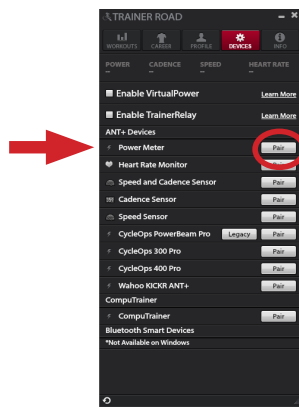 TRAINER ROAD
WORKOUTS CAREER PROFILE DEVICES INFO
POWER CADENCE SPEED HEART RATE
-- -- -- --
Enable VirtualPower Learn More
Enable TrainerRelay Learn More
ANT+ Devices
Power Meter Pair
Heart Rate Monitor Pair
Speed and Cadence Sensor Pair
Cadence Sensor Pair
Speed Sensor Pair
CycleOps PowerBeam Pro Legacy Pair
CycleOps 300 Pro Pair
CycleOps 400 Pro Pair
Wahoo KICKR ANT+ Pair
CompuTrainer
CompuTrainer Pair
Bluetooth Smart Devices
*Not Available on Windows